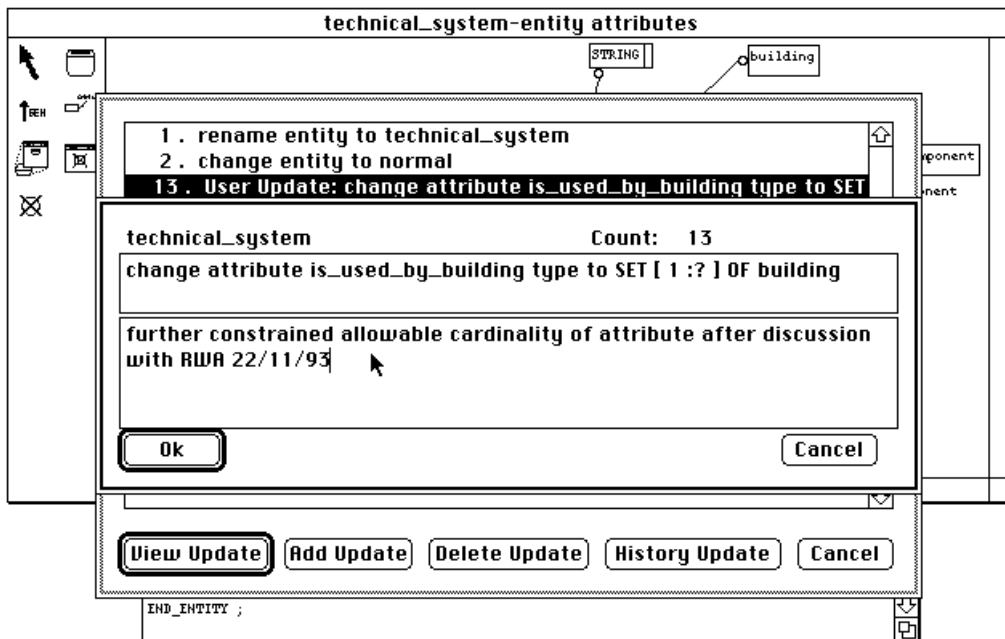 technical_system-entity attributes
STRING
building
GEN
mponent
nent
1. rename entity to technical_system
2. change entity to normal
13. User Update: change attribute is_used_by_building type to SET
technical_system Count: 13
change attribute is_used_by_building type to SET [ 1 :? ] OF building
further constrained allowable cardinality of attribute after discussion
with RWA 22/11/93
Ok Cancel
View Update Add Update Delete Update History Update Cancel
END_ENTITY ;